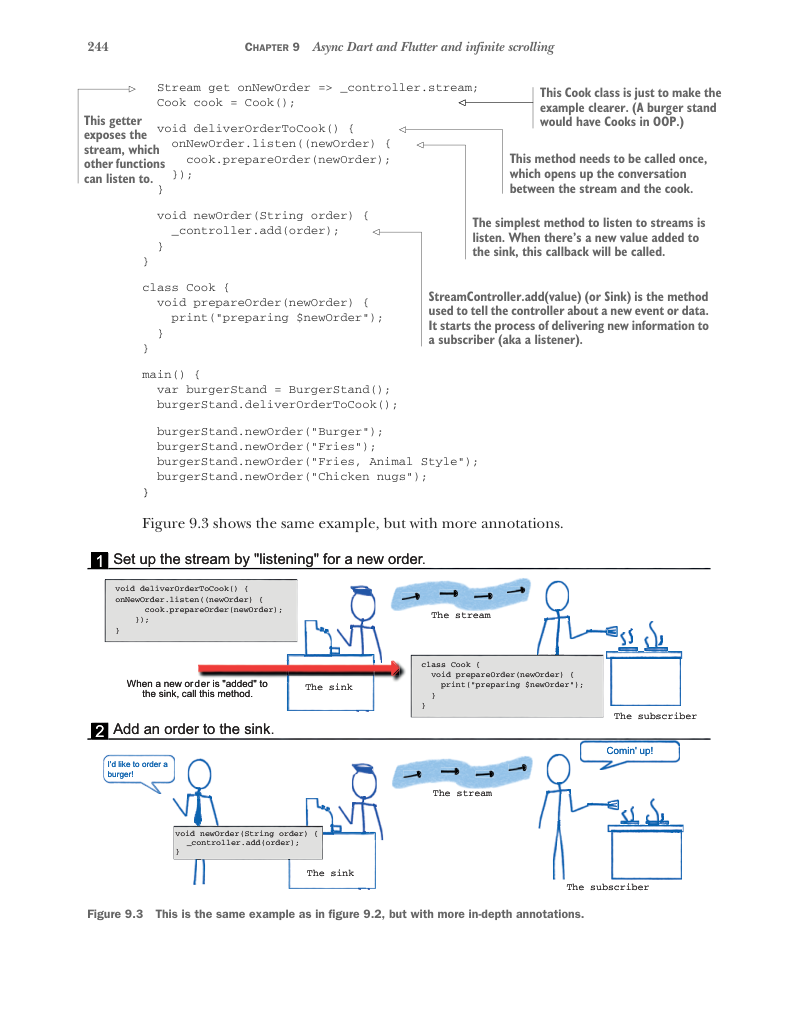 244
CHAPTER 9 Async Dart and Flutter and infinite scrolling
Stream get onNewOrder => _controller.stream;
Cook cook = Cook();
This Cook class is just to make the
example clearer. (A burger stand
would have Cooks in OOP.)
This getter
exposes the
stream, which
other functions
can listen to.
void deliverOrderToCook() {
onNewOrder.listen((newOrder) {
cook.prepareOrder(newOrder);
});
}
This method needs to be called once,
which opens up the conversation
between the stream and the cook.
void newOrder(String order) {
_controller.add(order);
}
}
The simplest method to listen to streams is
listen. When there's a new value added to
the sink, this callback will be called.
class Cook {
void prepareOrder(newOrder) {
print("preparing $newOrder");
}
}
StreamController.add(value) (or Sink) is the method
used to tell the controller about a new event or data.
It starts the process of delivering new information to
a subscriber (aka a listener).
main() {
var burgerStand = BurgerStand();
burgerStand.deliverOrderToCook();
burgerStand.newOrder("Burger");
burgerStand.newOrder("Fries");
burgerStand.newOrder("Fries, Animal Style");
burgerStand.newOrder("Chicken nugs");
}
Figure 9.3 shows the same example, but with more annotations.
1 Set up the stream by "listening" for a new order.
void deliverOrderToCook() {
onNewOrder.listen((newOrder) {
cook.prepareOrder(newOrder);
});
}
The stream
When a new order is "added" to
the sink, call this method.
The sink
class Cook {
void prepareOrder(newOrder) {
print("preparing $newOrder");
}
}
The subscriber
2 Add an order to the sink.
I'd like to order a
burger!
Comin' up!
The stream
void newOrder(String order) {
_controller.add(order);
}
The sink
The subscriber
Figure 9.3 This is the same example as in figure 9.2, but with more in-depth annotations.